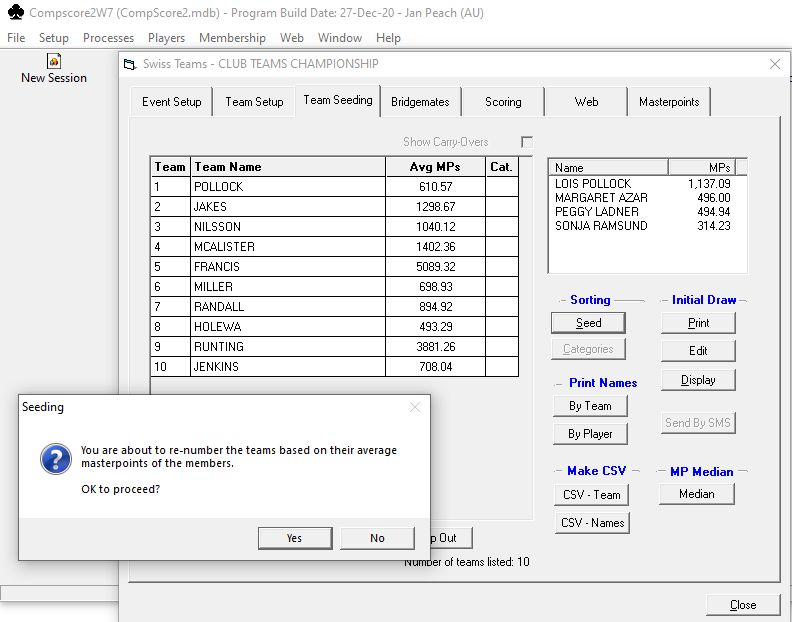 Compscore2W7 (CompScore2.mdb) - Program Build Date: 27-Dec-20 - Jan Peach (AU)
File Setup Processes Players Membership Web Window Help
New Session
Swiss Teams - CLUB TEAMS CHAMPIONSHIP
Event Setup Team Setup Team Seeding Bridgemates Scoring Web Masterpoints
Show Carry-Overs
Team Team Name Avg MPs Cat.
1 POLLOCK 610.57
2 JAKES 1298.67
3 NILSSON 1040.12
4 MCALISTER 1402.36
5 FRANCIS 5089.32
6 MILLER 698.93
7 RANDALL 894.92
8 HOLEWA 493.29
9 RUNTING 3881.26
10 JENKINS 708.04
Name MPs
LOIS POLLOCK 1,137.09
MARGARET AZAR 496.00
PEGGY LADNER 494.94
SONJA RAMSUND 314.23
Sorting
Seed
Categories
Print Names
By Team
By Player
Make CSV
CSV - Team
CSV - Names
Initial Draw
Print
Edit
Display
Send By SMS
MP Median
Median
Seeding
You are about to re-number the teams based on their average
masterpoints of the members.
OK to proceed?
Yes No
p Out
Number of teams listed: 10
Close